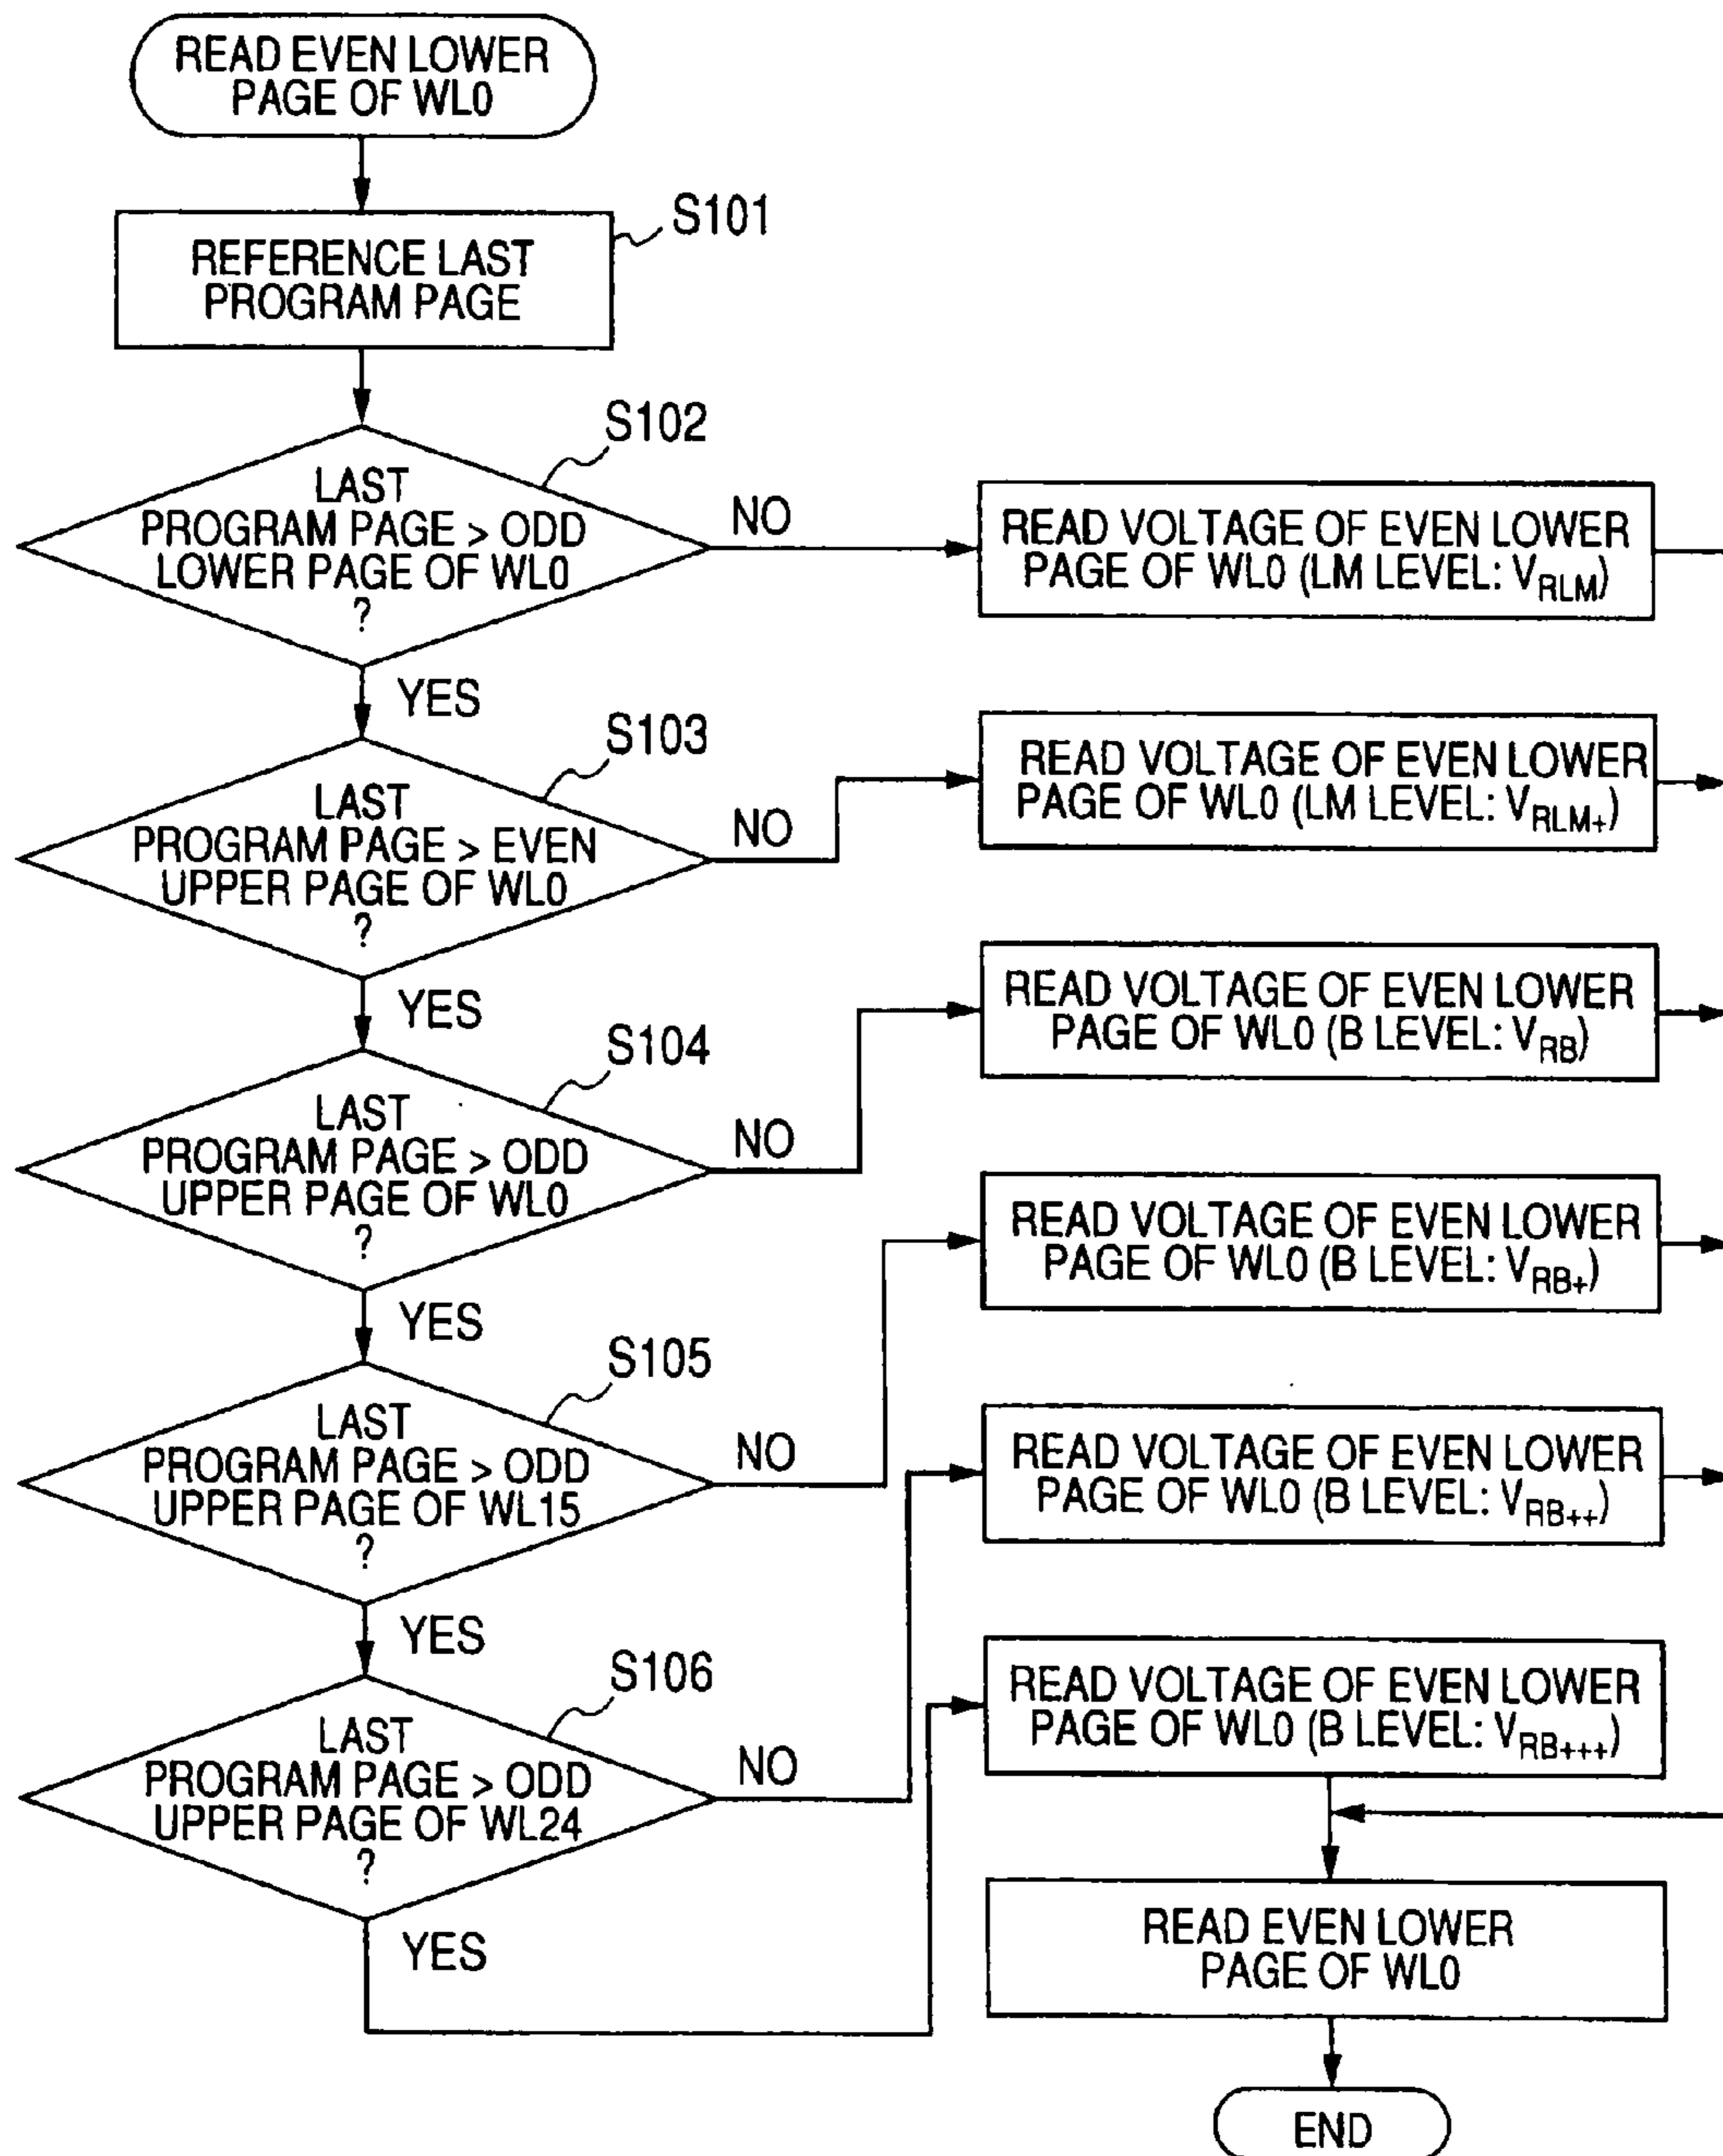 READ EVEN LOWER
PAGE OF WL0
S101
REFERENCE LAST
PROGRAM PAGE
S102
LAST
PROGRAM PAGE > ODD
LOWER PAGE OF WL0
?
NO
READ VOLTAGE OF EVEN LOWER
PAGE OF WL0 (LM LEVEL: VRLM)
YES
S103
LAST
PROGRAM PAGE > EVEN
UPPER PAGE OF WL0
?
NO
READ VOLTAGE OF EVEN LOWER
PAGE OF WL0 (LM LEVEL: VRLM+)
YES
S104
LAST
PROGRAM PAGE > ODD
UPPER PAGE OF WL0
?
NO
READ VOLTAGE OF EVEN LOWER
PAGE OF WL0 (B LEVEL: VRB)
YES
S105
LAST
PROGRAM PAGE > ODD
UPPER PAGE OF WL15
?
NO
READ VOLTAGE OF EVEN LOWER
PAGE OF WL0 (B LEVEL: VRB+)
YES
S106
LAST
PROGRAM PAGE > ODD
UPPER PAGE OF WL24
?
NO
READ VOLTAGE OF EVEN LOWER
PAGE OF WL0 (B LEVEL: VRB++)
YES
READ VOLTAGE OF EVEN LOWER
PAGE OF WL0 (B LEVEL: VRB+++)
READ EVEN LOWER
PAGE OF WL0
END